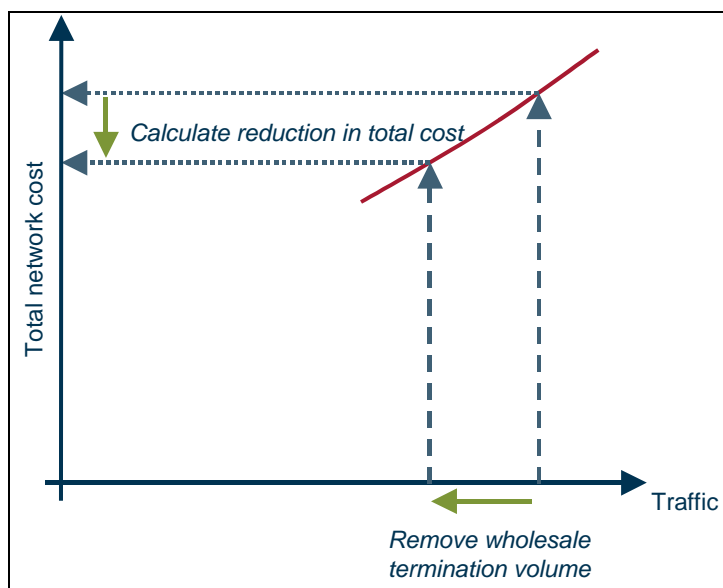 Total network cost
Calculate reduction in total cost
Traffic
Remove wholesale
termination volume